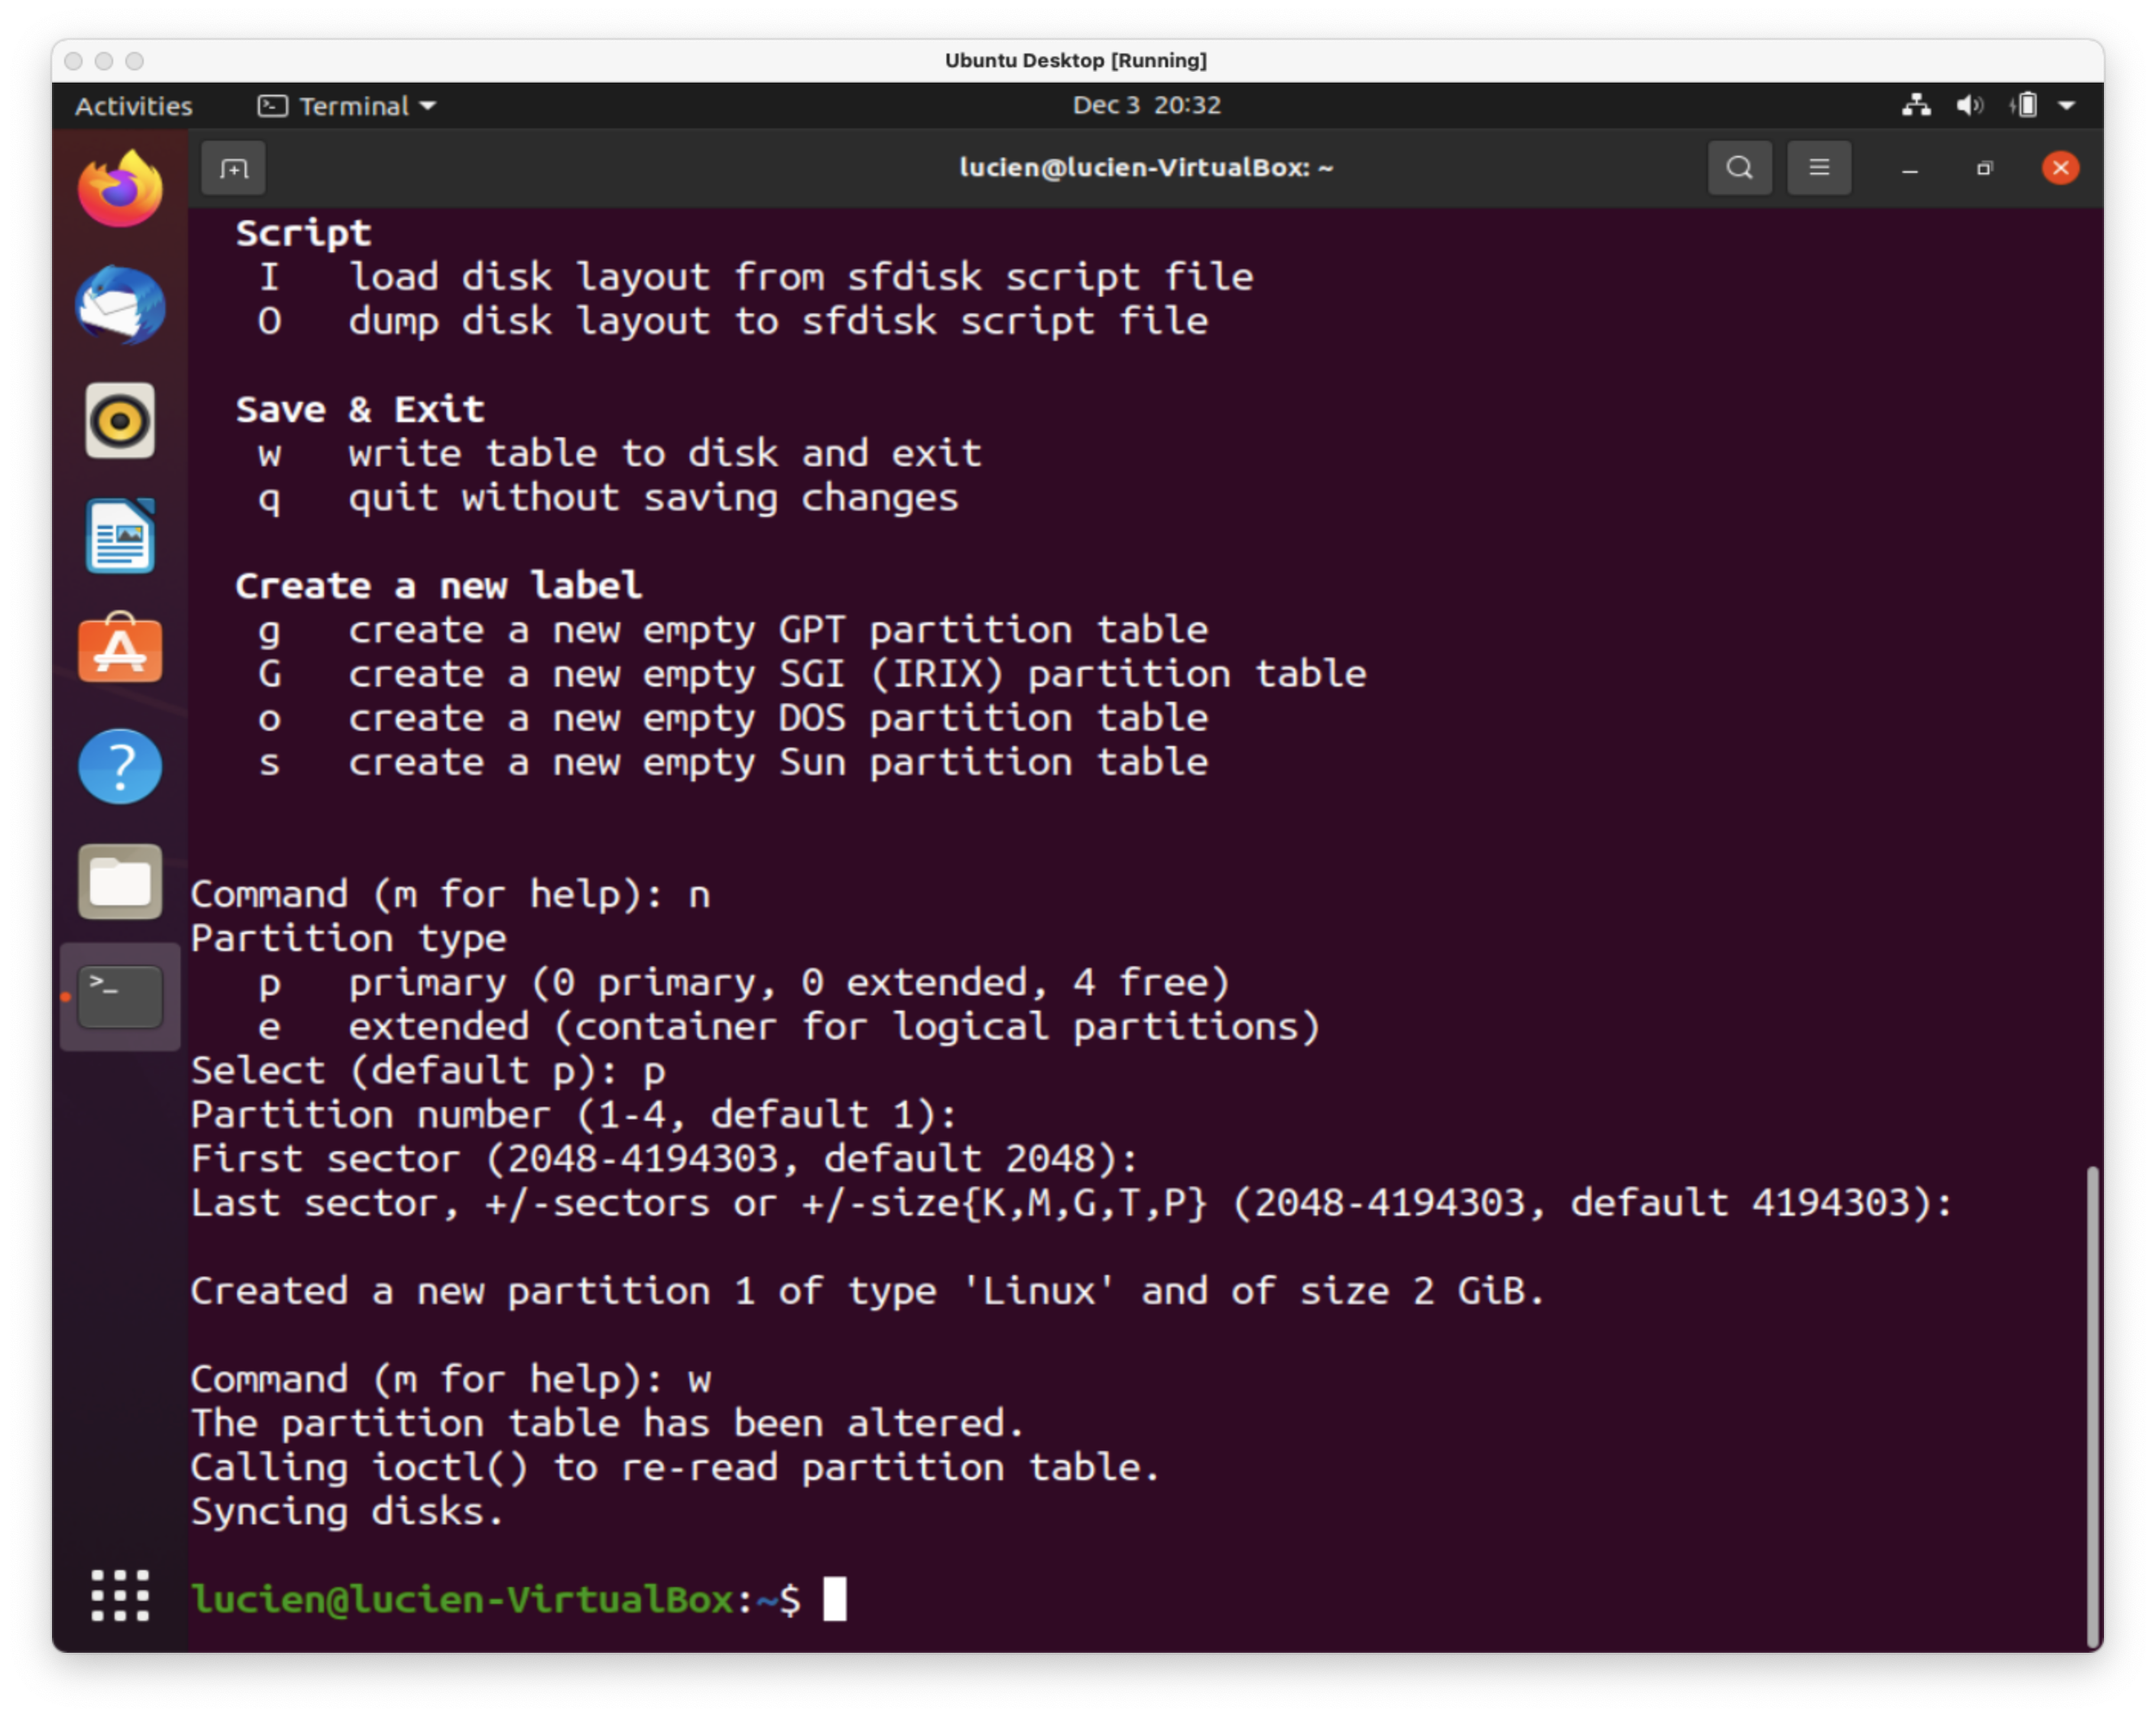 Ubuntu Desktop [Running]
Activities Terminal Dec 3 20:32
lucien@lucien-VirtualBox: ~
Script
I load disk layout from sfdisk script file
O dump disk layout to sfdisk script file
Save & Exit
w write table to disk and exit
q quit without saving changes
Create a new label
g create a new empty GPT partition table
G create a new empty SGI (IRIX) partition table
o create a new empty DOS partition table
s create a new empty Sun partition table
Command (m for help): n
Partition type
p primary (0 primary, 0 extended, 4 free)
e extended (container for logical partitions)
Select (default p): p
Partition number (1-4, default 1):
First sector (2048-4194303, default 2048):
Last sector, +/-sectors or +/-size{K,M,G,T,P} (2048-4194303, default 4194303):
Created a new partition 1 of type 'Linux' and of size 2 GiB.
Command (m for help): w
The partition table has been altered.
Calling ioctl() to re-read partition table.
Syncing disks.
lucien@lucien-VirtualBox:~$